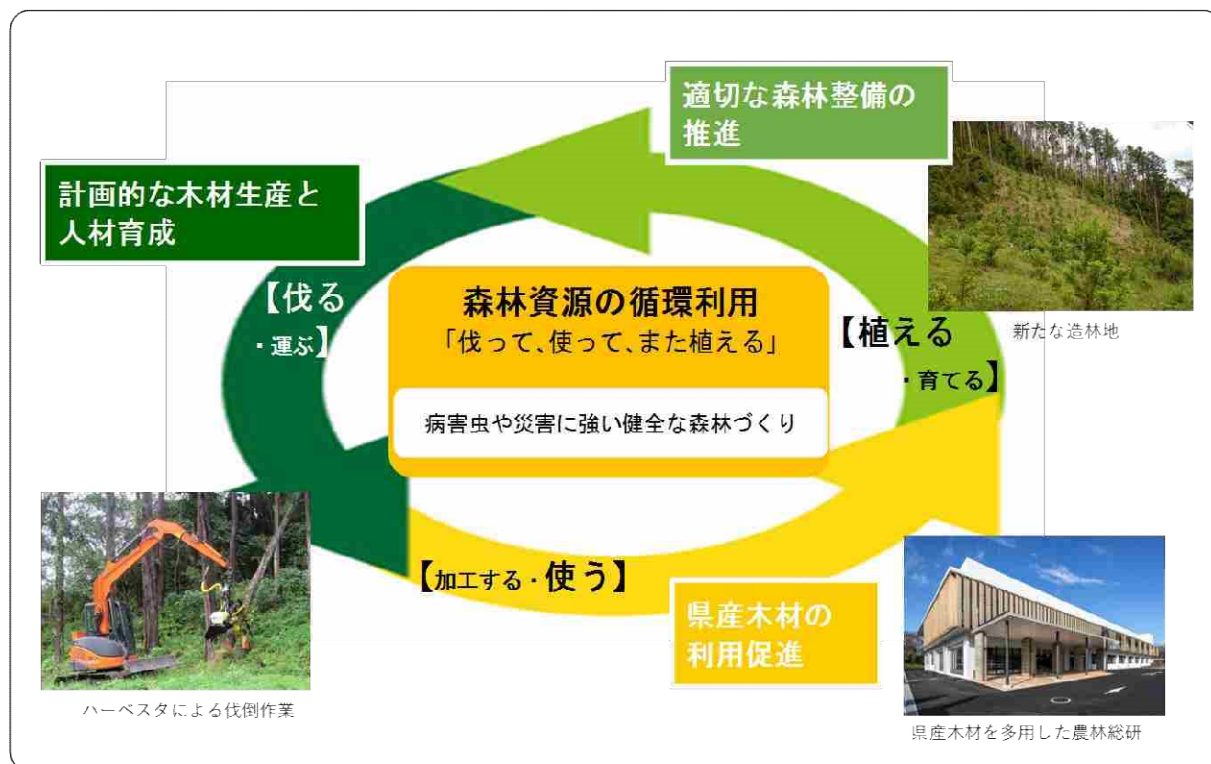 適切な森林整備の
推進
計画的な木材生産と
人材育成
【伐る
・運ぶ】
森林資源の循環利用
「伐って、使って、また植える」
病害虫や災害に強い健全な森林づくり
【植える
・育てる】
新たな造林地
【加工する・使う】
県産木材の
利用促進
ハーベスタによる伐倒作業
県産木材を多用した農林総研